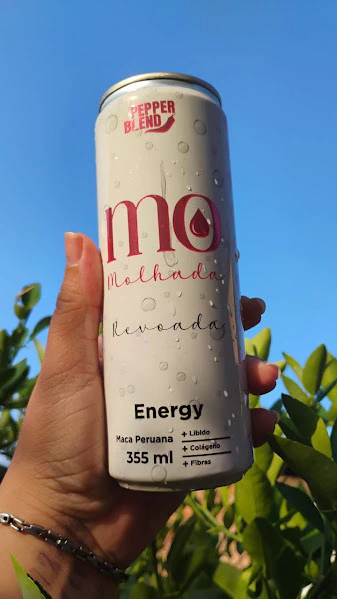 PEPPER
BLEND
mo
Molhada
Revoada
Energy
Maca Peruana
355 ml
+ Libido
+ Colágeno
+ Fibras